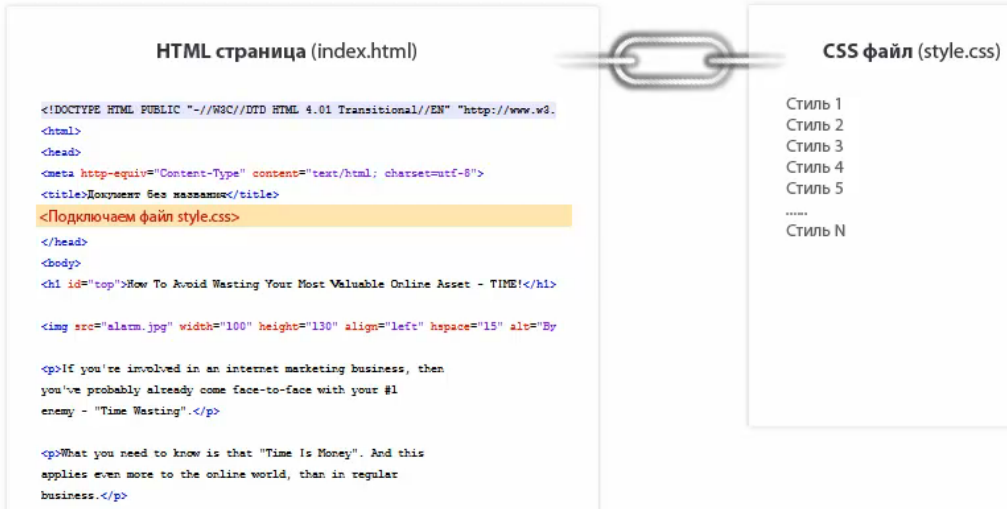 HTML страница (index.html)
<!DOCTYPE HTML PUBLIC "-//W3C//DTD HTML 4.01 Transitional//EN" "http://www.w3.
<html>
<head>
<meta http-equiv="Content-Type" content="text/html; charset=utf-8">
<title>Документ без названия</title>
<Подключаем файл style.css>
</head>
<body>
<h1 id="top">How To Avoid Wasting Your Most Valuable Online Asset - TIME!</h1>
<img src="alarm.jpg" width="100" height="130" align="left" hspace="15" alt="By
<p>If you're involved in an internet marketing business, then
you've probably already come face-to-face with your #1
enemy - "Time Wasting".</p>
<p>What you need to know is that "Time Is Money". And this
applies even more to the online world, than in regular
business.</p>
CSS файл (style.css)
Стиль 1
Стиль 2
Стиль 3
Стиль 4
Стиль 5
......
Стиль N